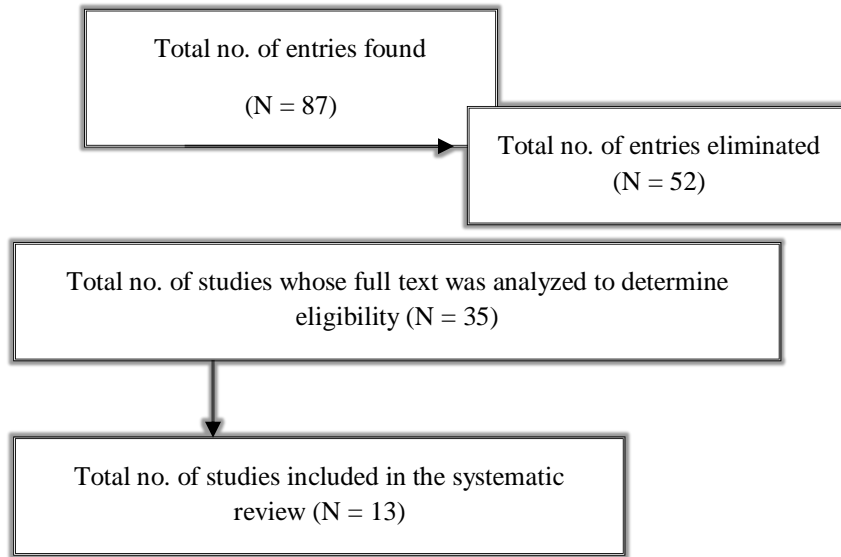 Total no. of entries found
(N = 87)
Total no. of entries eliminated
(N = 52)
Total no. of studies whose full text was analyzed to determine
eligibility (N = 35)
Total no. of studies included in the systematic
review (N = 13)